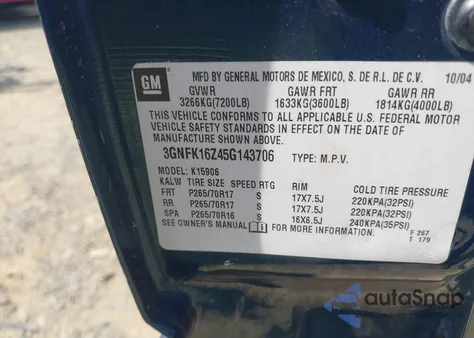 GM
MFD BY GENERAL MOTORS DE MEXICO, S. DE R.L. DE C.V. 10/04
GVWR GAWR FRT GAWR RR
3266KG(7200LB) 1633KG(3600LB) 1814KG(4000LB)
THIS VEHICLE CONFORMS TO ALL APPLICABLE U.S. FEDERAL MOTOR
VEHICLE SAFETY STANDARDS IN EFFECT ON THE DATE OF
MANUFACTURE SHOWN ABOVE.
3GNFK16Z45G143706 TYPE: M.P.V.
MODEL: K15906
KALW TIRE SIZE SPEED RTG RIM COLD TIRE PRESSURE
FRT P265/70R17 S 17X7.5J 220KPA(32PSI)
RR P265/70R17 S 17X7.5J 220KPA(32PSI)
SPA P265/70R16 S 16X6.5J 240KPA(35PSI)
SEE OWNER'S MANUAL FOR MORE INFORMATION. F 267
T 179
autoSnap